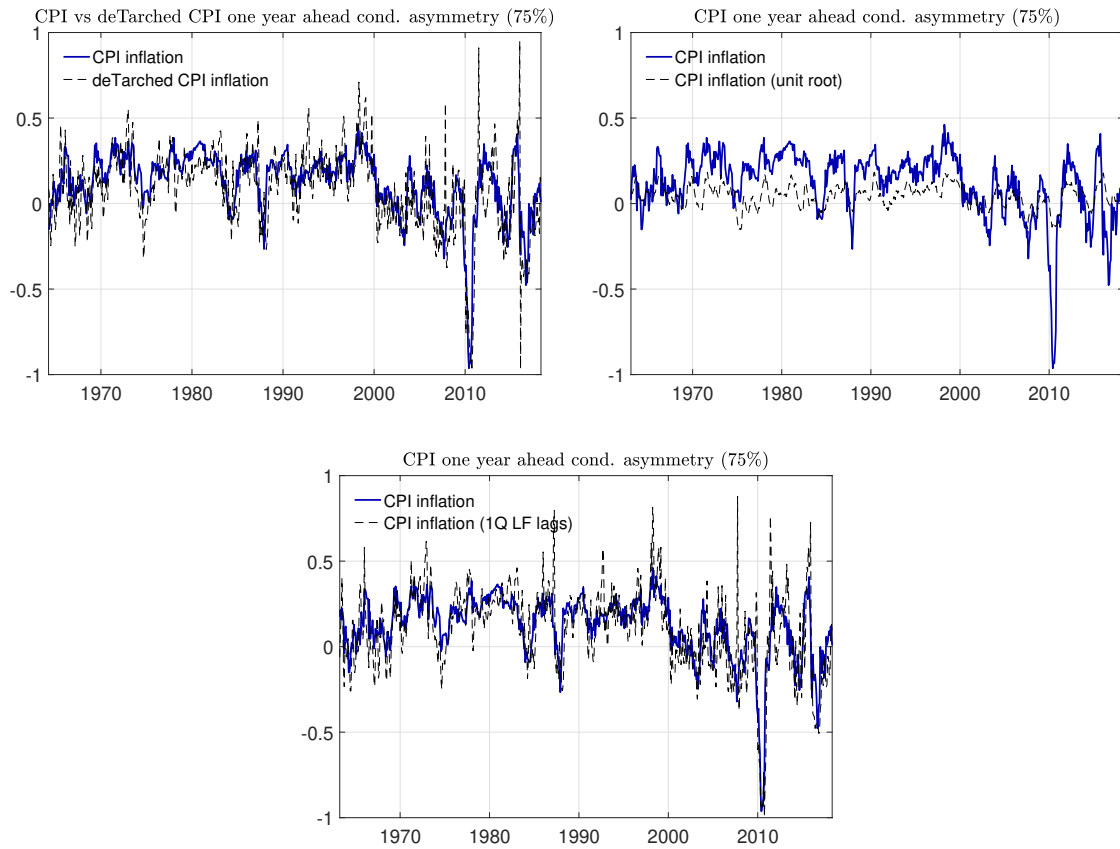 CPI vs deTarched CPI one year ahead cond. asymmetry (75%)
1
CPI inflation
deTarched CPI inflation
0.5
0
-0.5
-1
1970 1980 1990 2000 2010
CPI one year ahead cond. asymmetry (75%)
1
CPI inflation
CPI inflation (unit root)
0.5
0
-0.5
-1
1970 1980 1990 2000 2010
CPI one year ahead cond. asymmetry (75%)
1
CPI inflation
CPI inflation (1Q LF lags)
0.5
0
-0.5
-1
1970 1980 1990 2000 2010